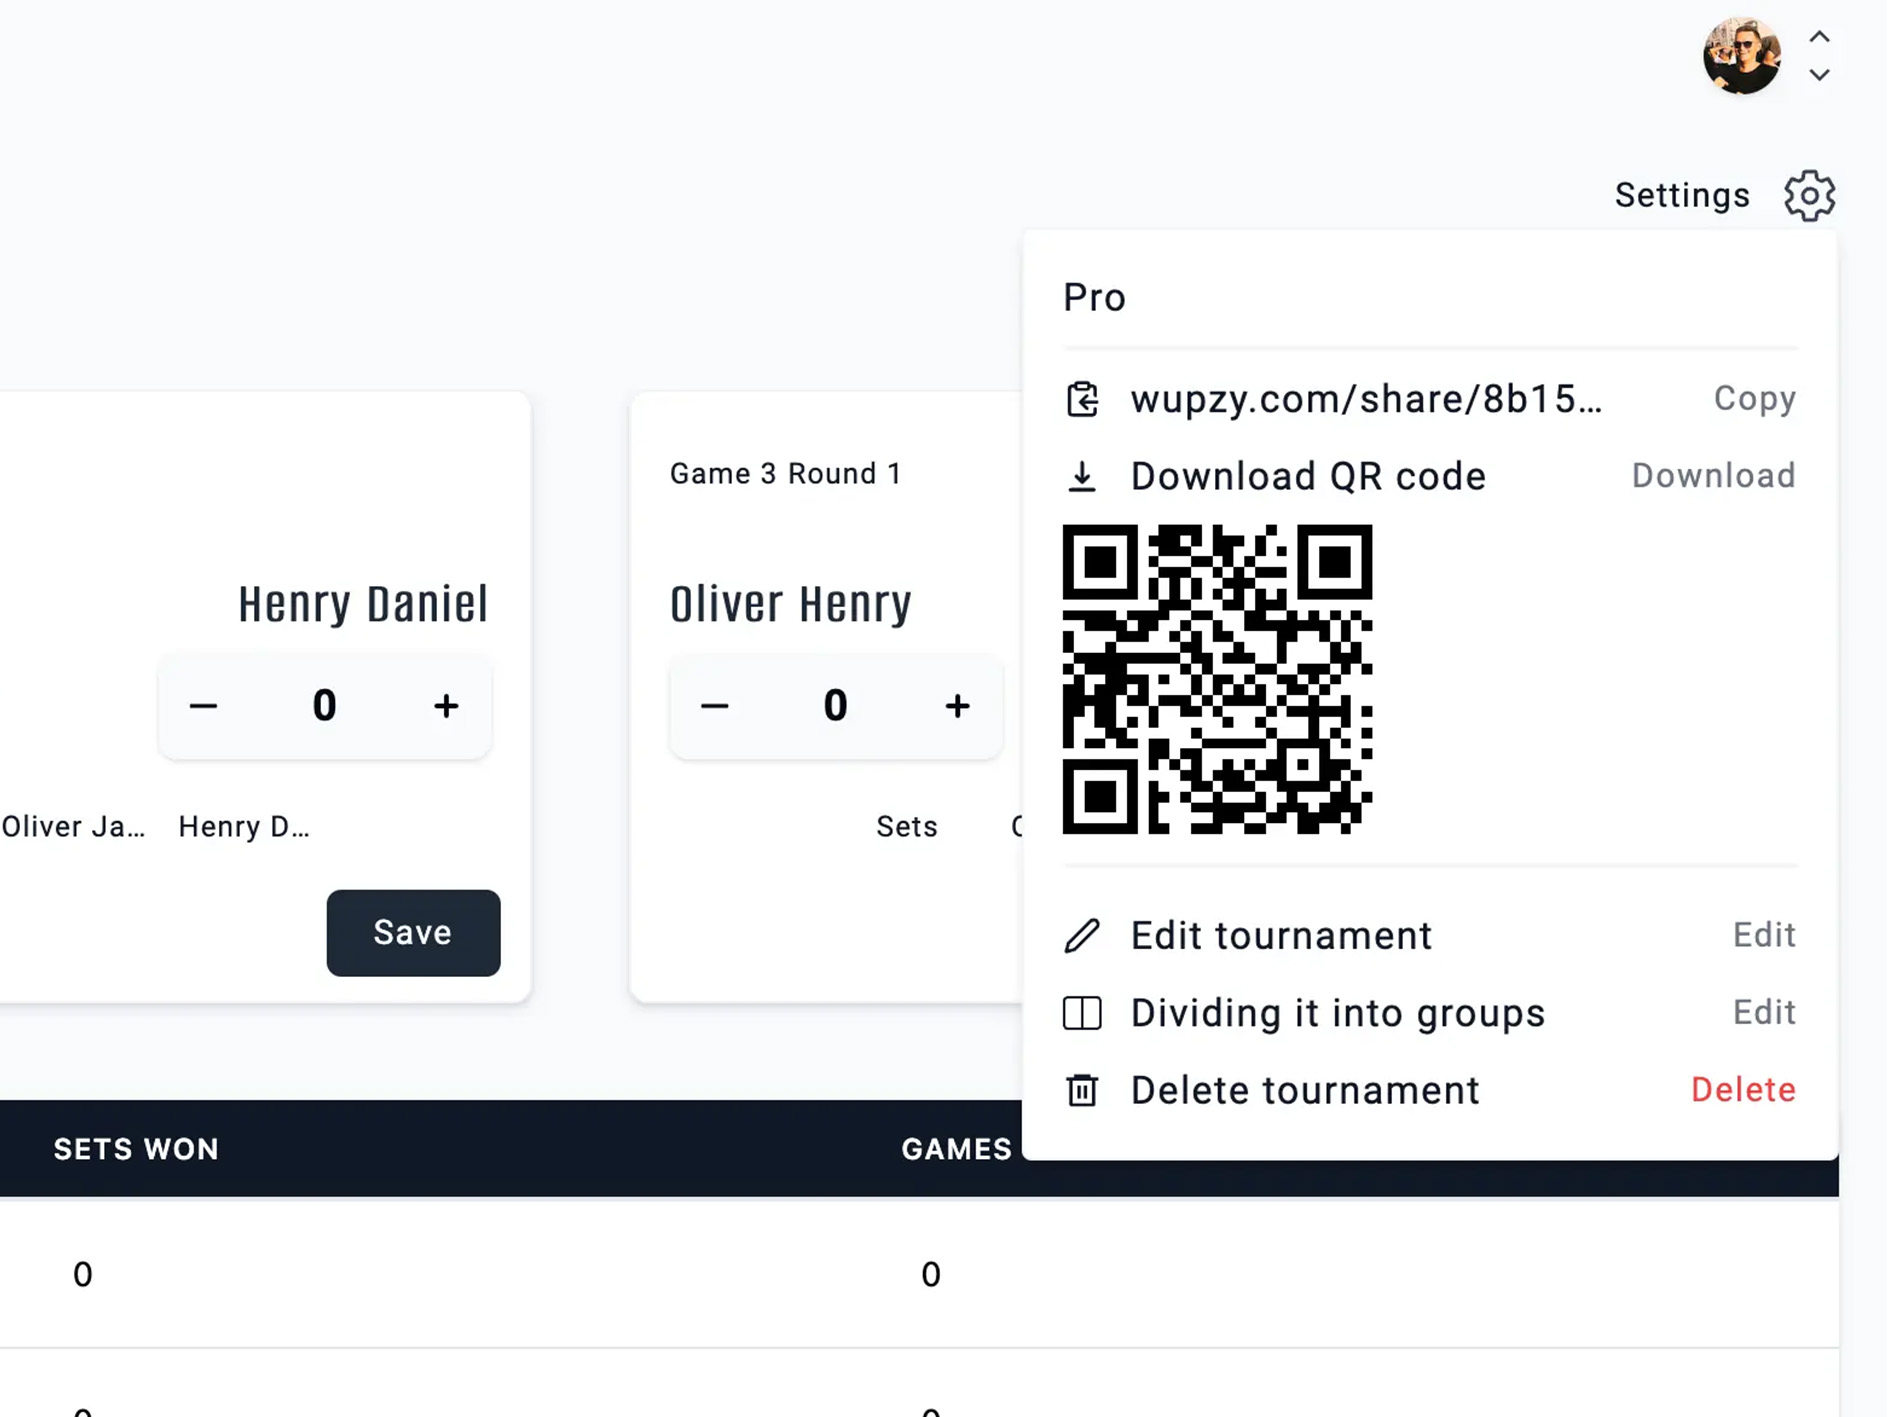 Settings
Pro
wupzy.com/share/8b15... Copy
Download QR code Download
Game 3 Round 1
Henry Daniel
Oliver Henry
− 0 +
− 0 +
Oliver Ja... Henry D...
Sets
Save
Edit tournament Edit
Dividing it into groups Edit
Delete tournament Delete
SETS WON GAMES
0 0